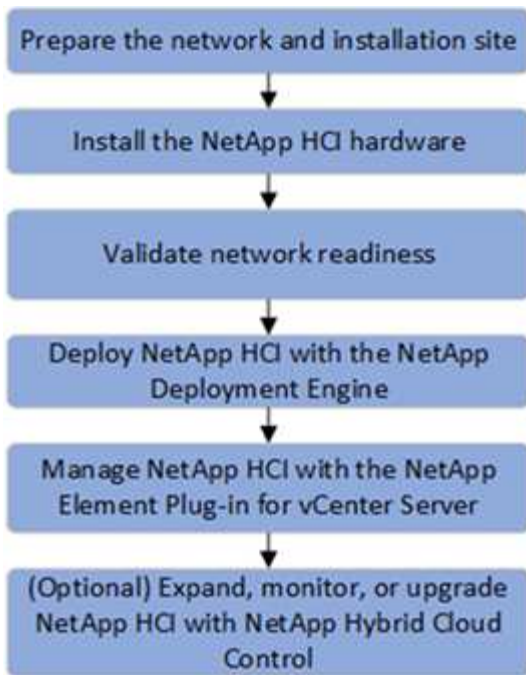 Prepare the network and installation site
Install the NetApp HCI hardware
Validate network readiness
Deploy NetApp HCI with the NetApp
Deployment Engine
Manage NetApp HCI with the NetApp
Element Plug-in for vCenter Server
(Optional) Expand, monitor, or upgrade
NetApp HCI with NetApp Hybrid Cloud
Control